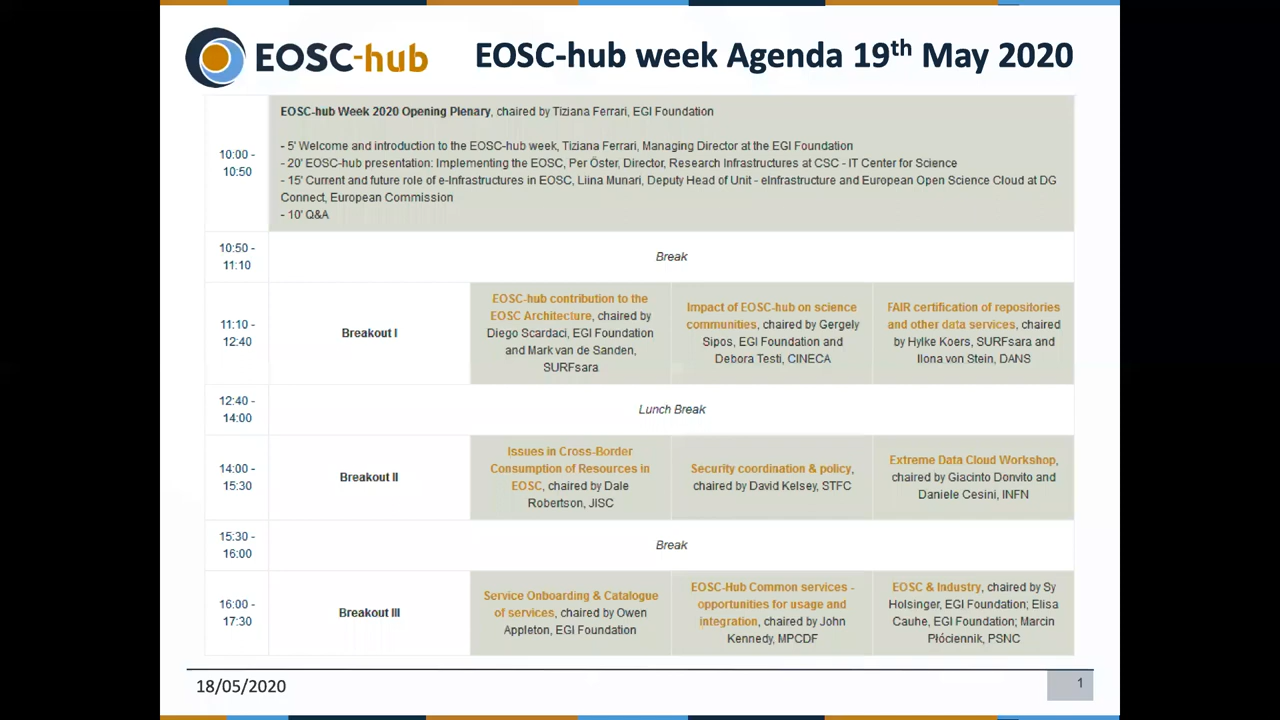 EOSC-hub
EOSC-hub week Agenda 19th May 2020
10:00 -
10:50
EOSC-hub Week 2020 Opening Plenary, chaired by Tiziana Ferrari, EGI Foundation
- 5' Welcome and introduction to the EOSC-hub week, Tiziana Ferrari, Managing Director at the EGI Foundation
- 20' EOSC-hub presentation: Implementing the EOSC, Per Öster, Director, Research Infrastructures at CSC - IT Center for Science
- 15' Current and future role of e-Infrastructures in EOSC, Liina Munari, Deputy Head of Unit - eInfrastructure and European Open Science Cloud at DG
Connect, European Commission
- 10' Q&A
10:50 -
11:10
Break
11:10 -
12:40
Breakout I
EOSC-hub contribution to the
EOSC Architecture, chaired by
Diego Scardaci, EGI Foundation
and Mark van de Sanden,
SURFsara
Impact of EOSC-hub on science
communities, chaired by Gergely
Sipos, EGI Foundation and
Debora Testi, CINECA
FAIR certification of repositories
and other data services, chaired
by Hylke Koers, SURFsara and
Ilona von Stein, DANS
12:40 -
14:00
Lunch Break
14:00 -
15:30
Breakout II
Issues in Cross-Border
Consumption of Resources in
EOSC, chaired by Dale
Robertson, JISC
Security coordination & policy,
chaired by David Kelsey, STFC
Extreme Data Cloud Workshop,
chaired by Giacinto Donvito and
Daniele Cesini, INFN
15:30 -
16:00
Break
16:00 -
17:30
Breakout III
Service Onboarding & Catalogue
of services, chaired by Owen
Appleton, EGI Foundation
EOSC-Hub Common services -
opportunities for usage and
integration, chaired by John
Kennedy, MPCDF
EOSC & Industry, chaired by Sy
Holsinger, EGI Foundation; Elisa
Cauhe, EGI Foundation; Marcin
Płóciennik, PSNC
18/05/2020
1